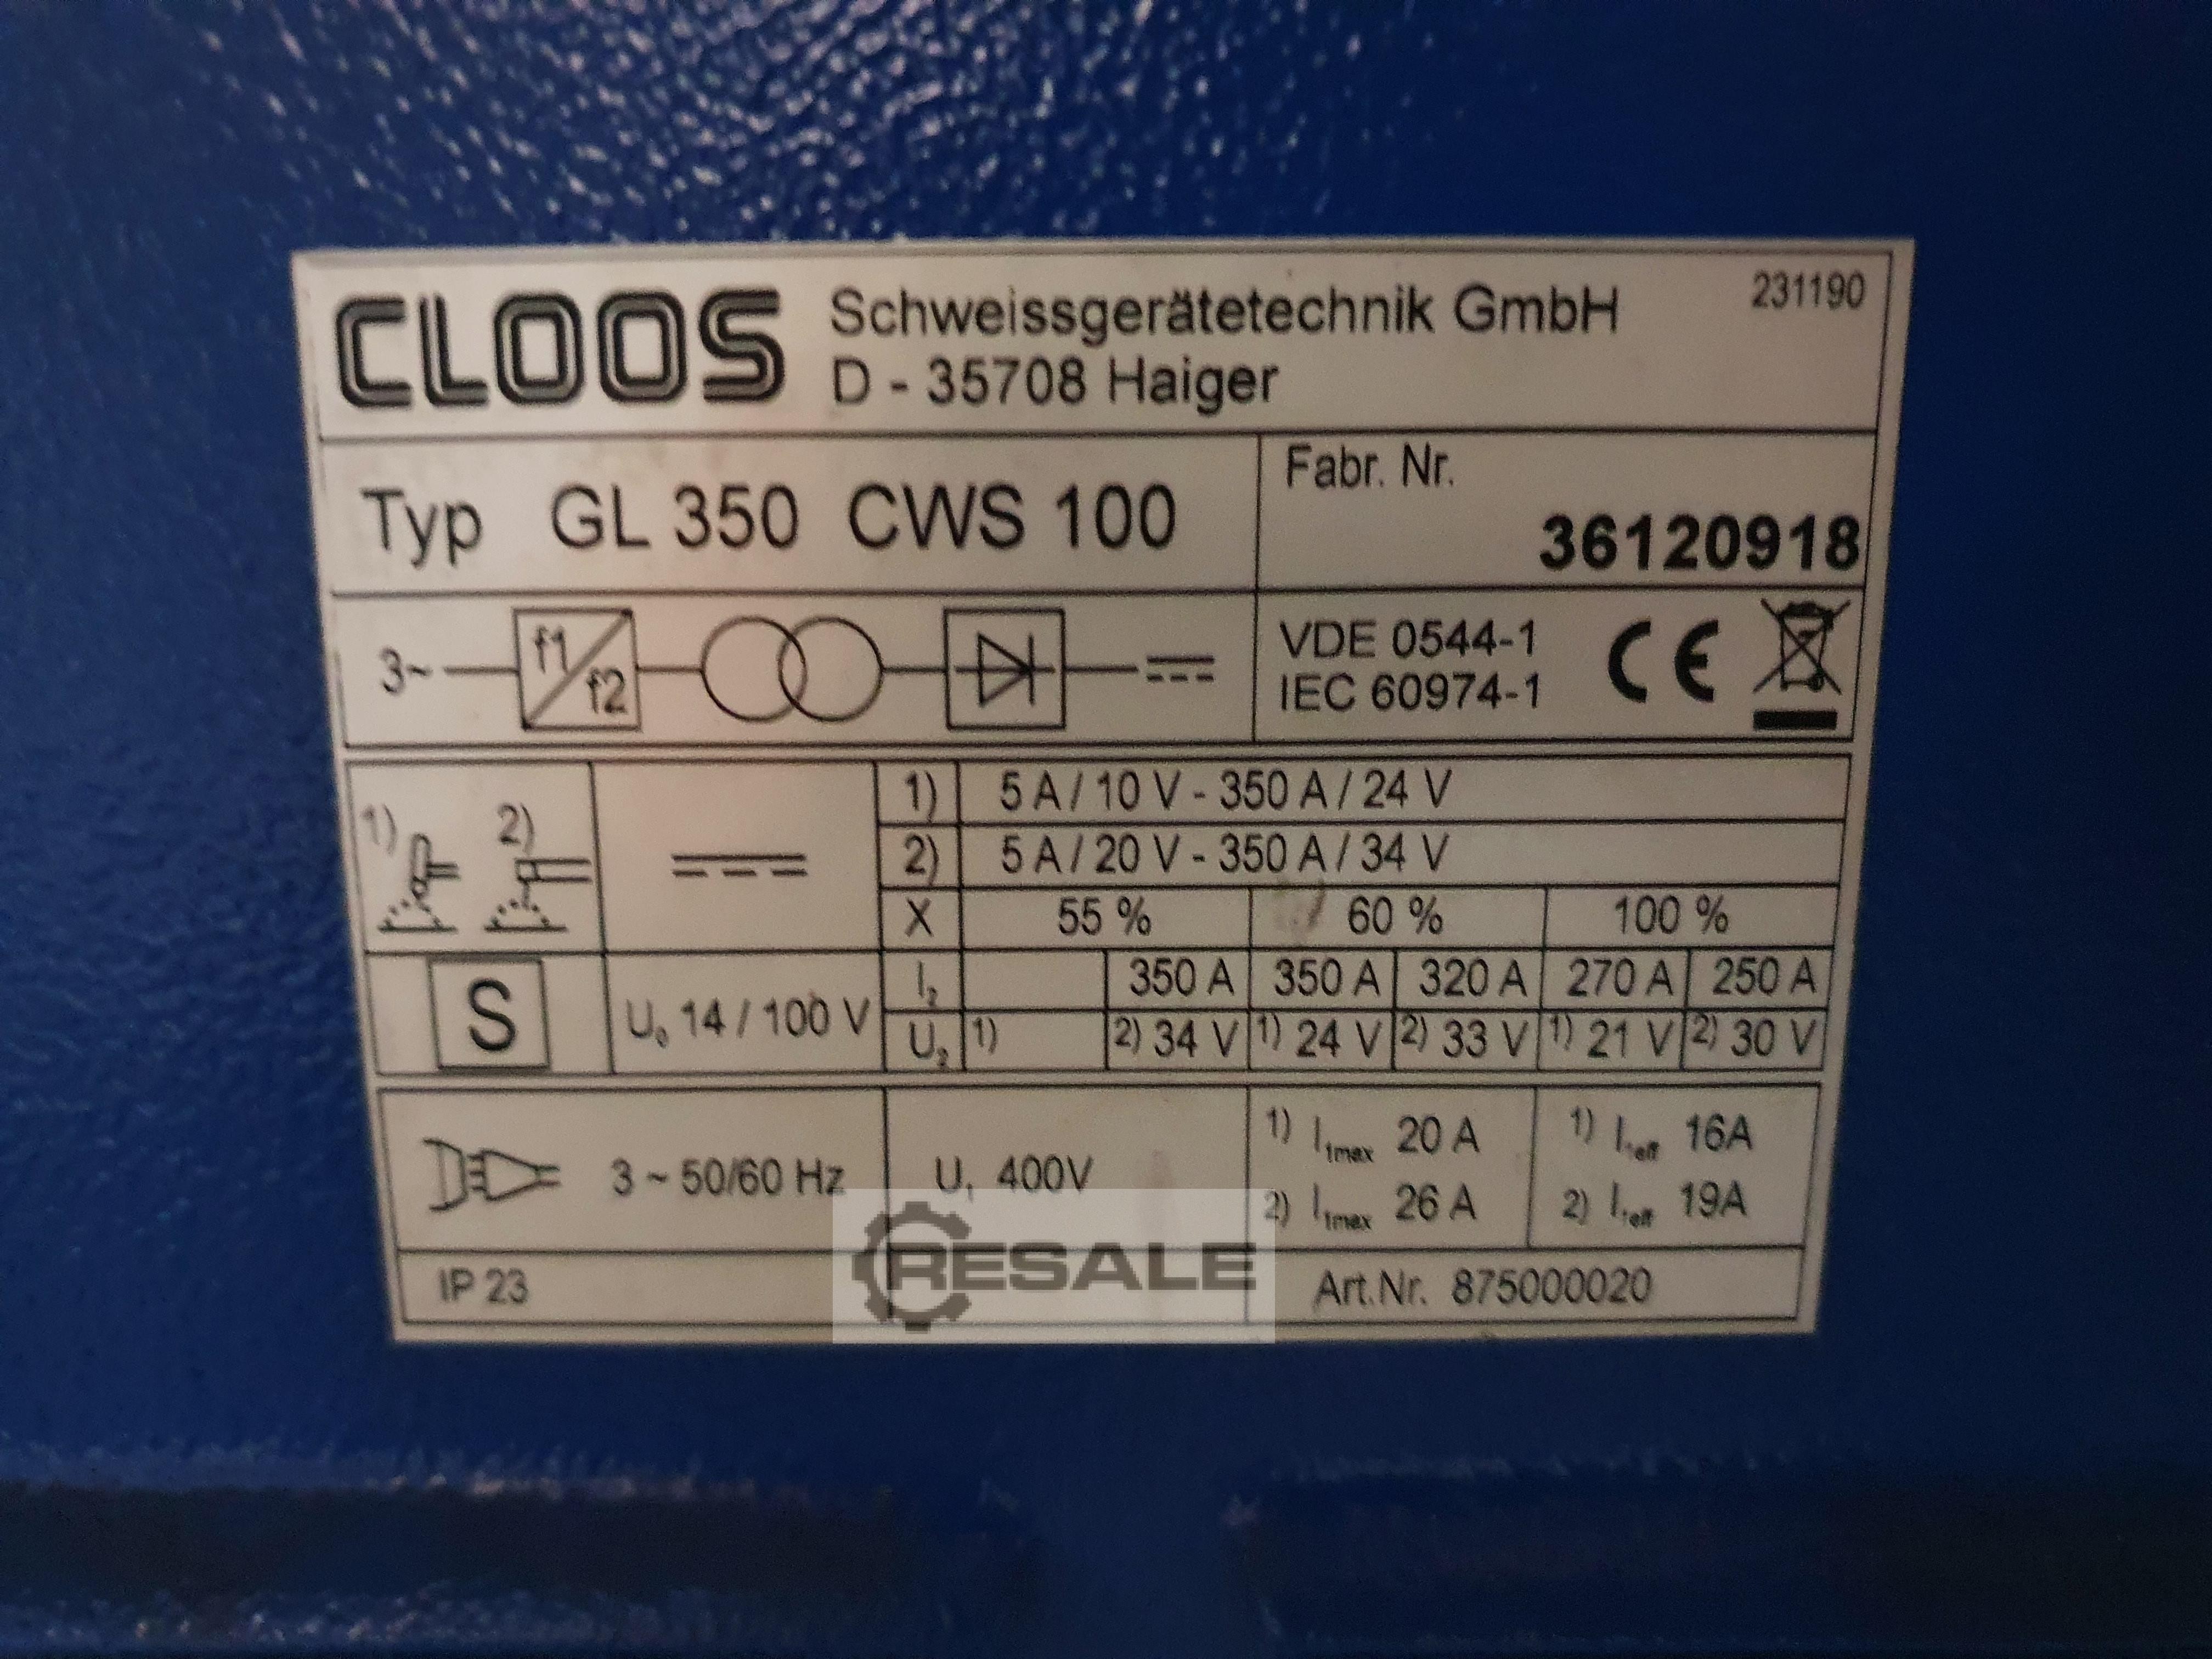 CLOOS Schweissgerätetechnik GmbH 231190
D - 35708 Haiger
Typ GL 350 CWS 100 Fabr. Nr.
36120918
3~ f1/f2 VDE 0544-1 CE
IEC 60974-1
1) 2) 1) 5 A / 10 V - 350 A / 24 V
2) 5 A / 20 V - 350 A / 34 V
X 55 % 60 % 100 %
S U₀ 14 / 100 V I₂ 350 A 350 A 320 A 270 A 250 A
U₂ 1) 2) 34 V 1) 24 V 2) 33 V 1) 21 V 2) 30 V
3 ~ 50/60 Hz U₁ 400V 1) I₁max 20 A 1) I₁eff 16A
2) I₁max 26 A 2) I₁eff 19A
IP 23 Art.Nr. 875000020
RESALE